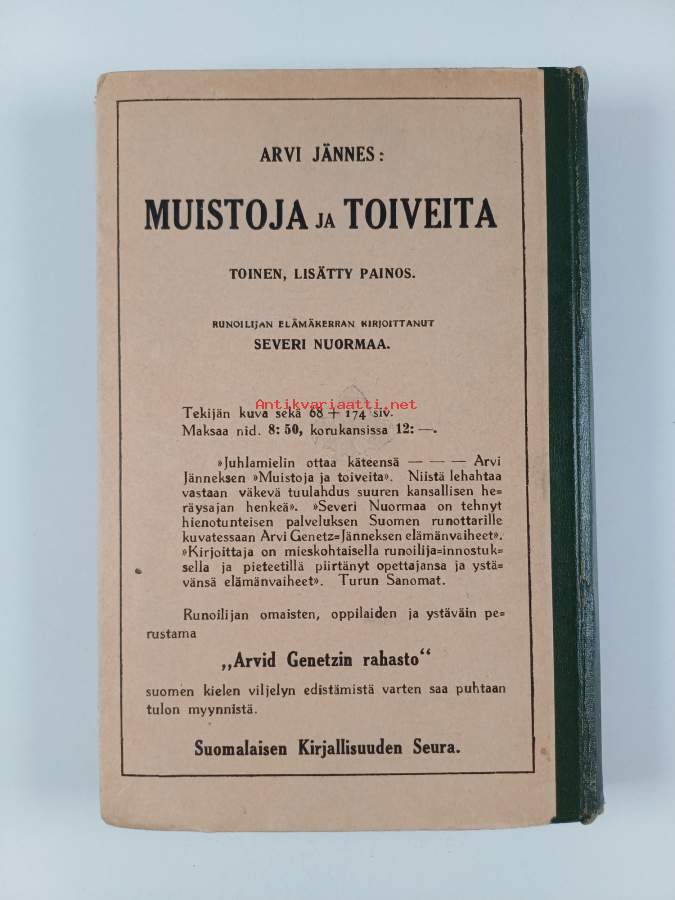 ARVI JÄNNES:
MUISTOJA JA TOIVEITA
TOINEN, LISÄTTY PAINOS.
RUNOILIJAN ELÄMÄKERRAN KIRJOITTANUT
SEVERI NUORMAA.
Antikvariaatti.net
Tekijän kuva sekä 68 + 174 siv.
Maksaa nid. 8: 50, korukansissa 12: —.
»Juhlamielin ottaa käteensä — — — Arvi
Jänneksen »Muistoja ja toiveita». Niistä lehahtaa
vastaan väkevä tuulahdus suuren kansallisen he=
räysajan henkeä». »Severi Nuormaa on tehnyt
hienotunteisen palveluksen Suomen runottarille
kuvatessaan Arvi Genetz=Jänneksen elämänvaiheet».
»Kirjoittaja on mieskohtaisella runoilija=innostuk=
sella ja pieteetillä piirtänyt opettajansa ja ystä=
vänsä elämänvaiheet». Turun Sanomat.
Runoilijan omaisten, oppilaiden ja ystäväin pe=
rustama
„Arvid Genetzin rahasto“
suomen kielen viljelyn edistämistä varten saa puhtaan
tulon myynnistä.
Suomalaisen Kirjallisuuden Seura.